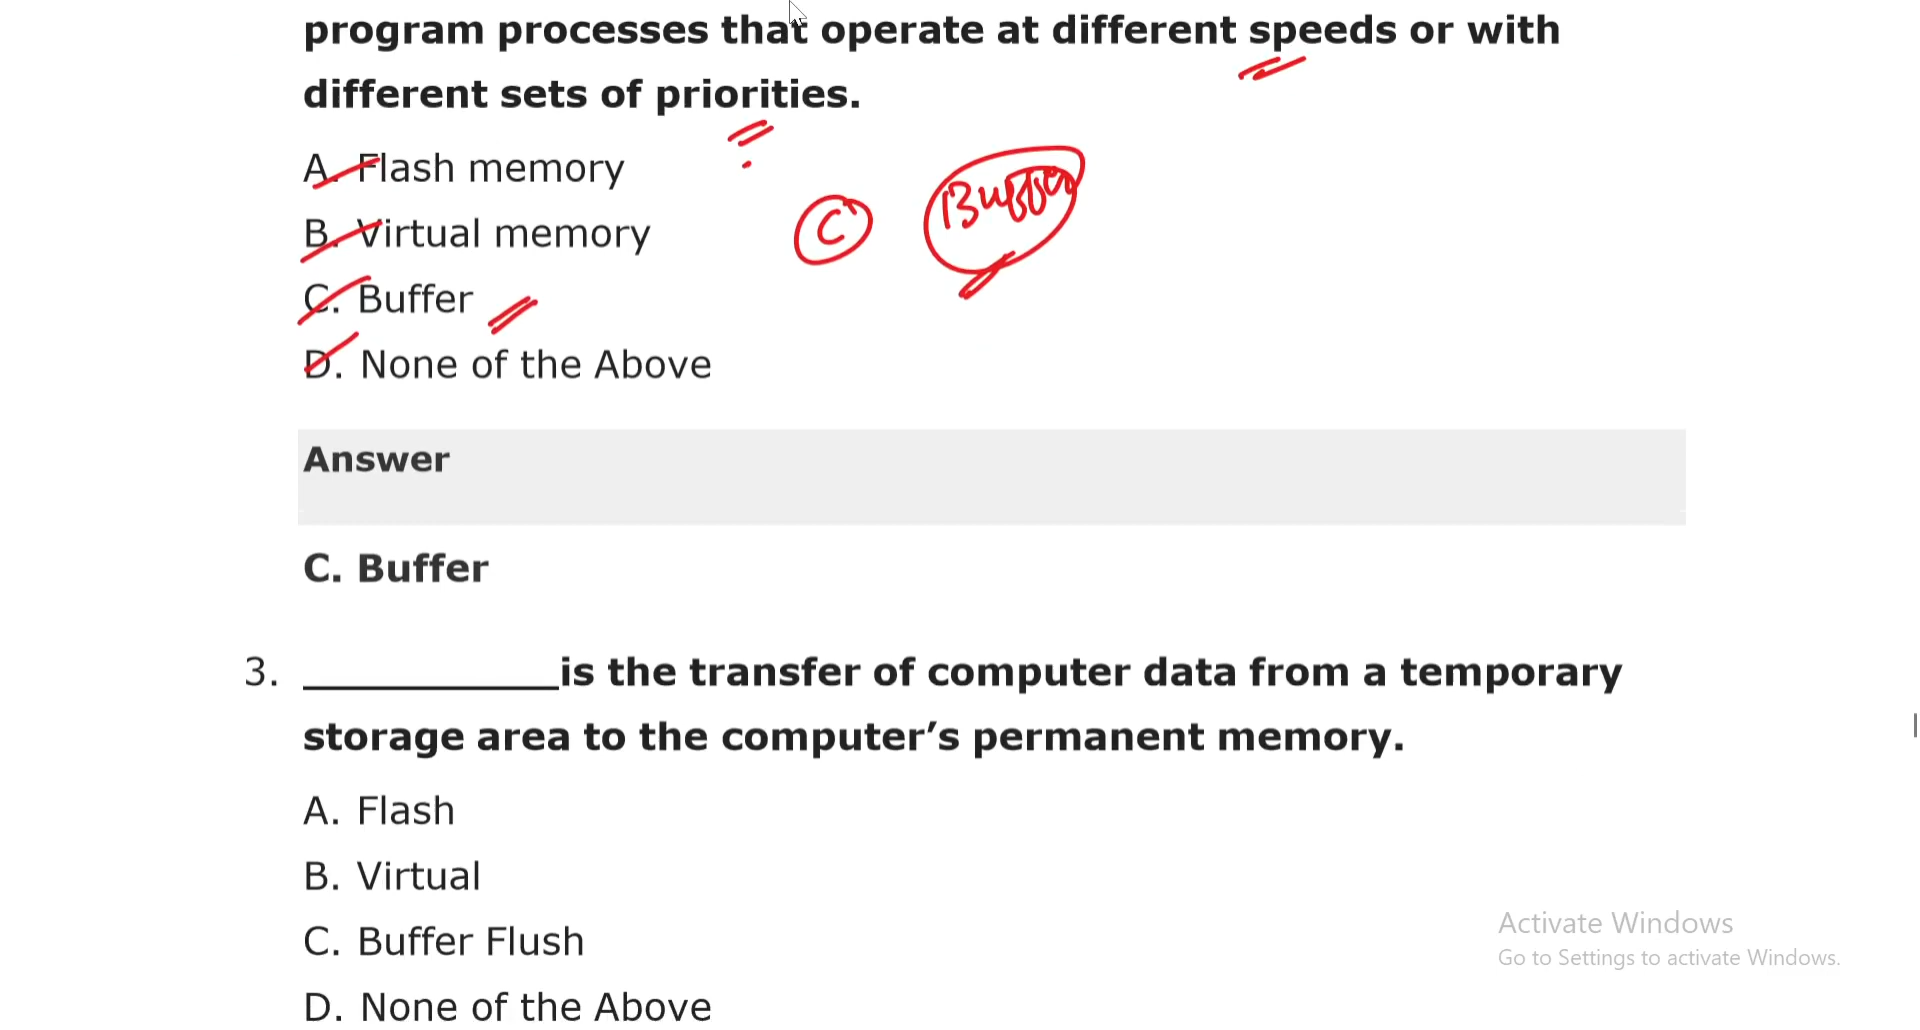 program processes that operate at different speeds or with
different sets of priorities.
A. Flash memory
B. Virtual memory
C. Buffer
D. None of the Above
C
Buffer
Answer
C. Buffer
3. __________is the transfer of computer data from a temporary
storage area to the computer’s permanent memory.
A. Flash
B. Virtual
C. Buffer Flush
D. None of the Above
Activate Windows
Go to Settings to activate Windows.